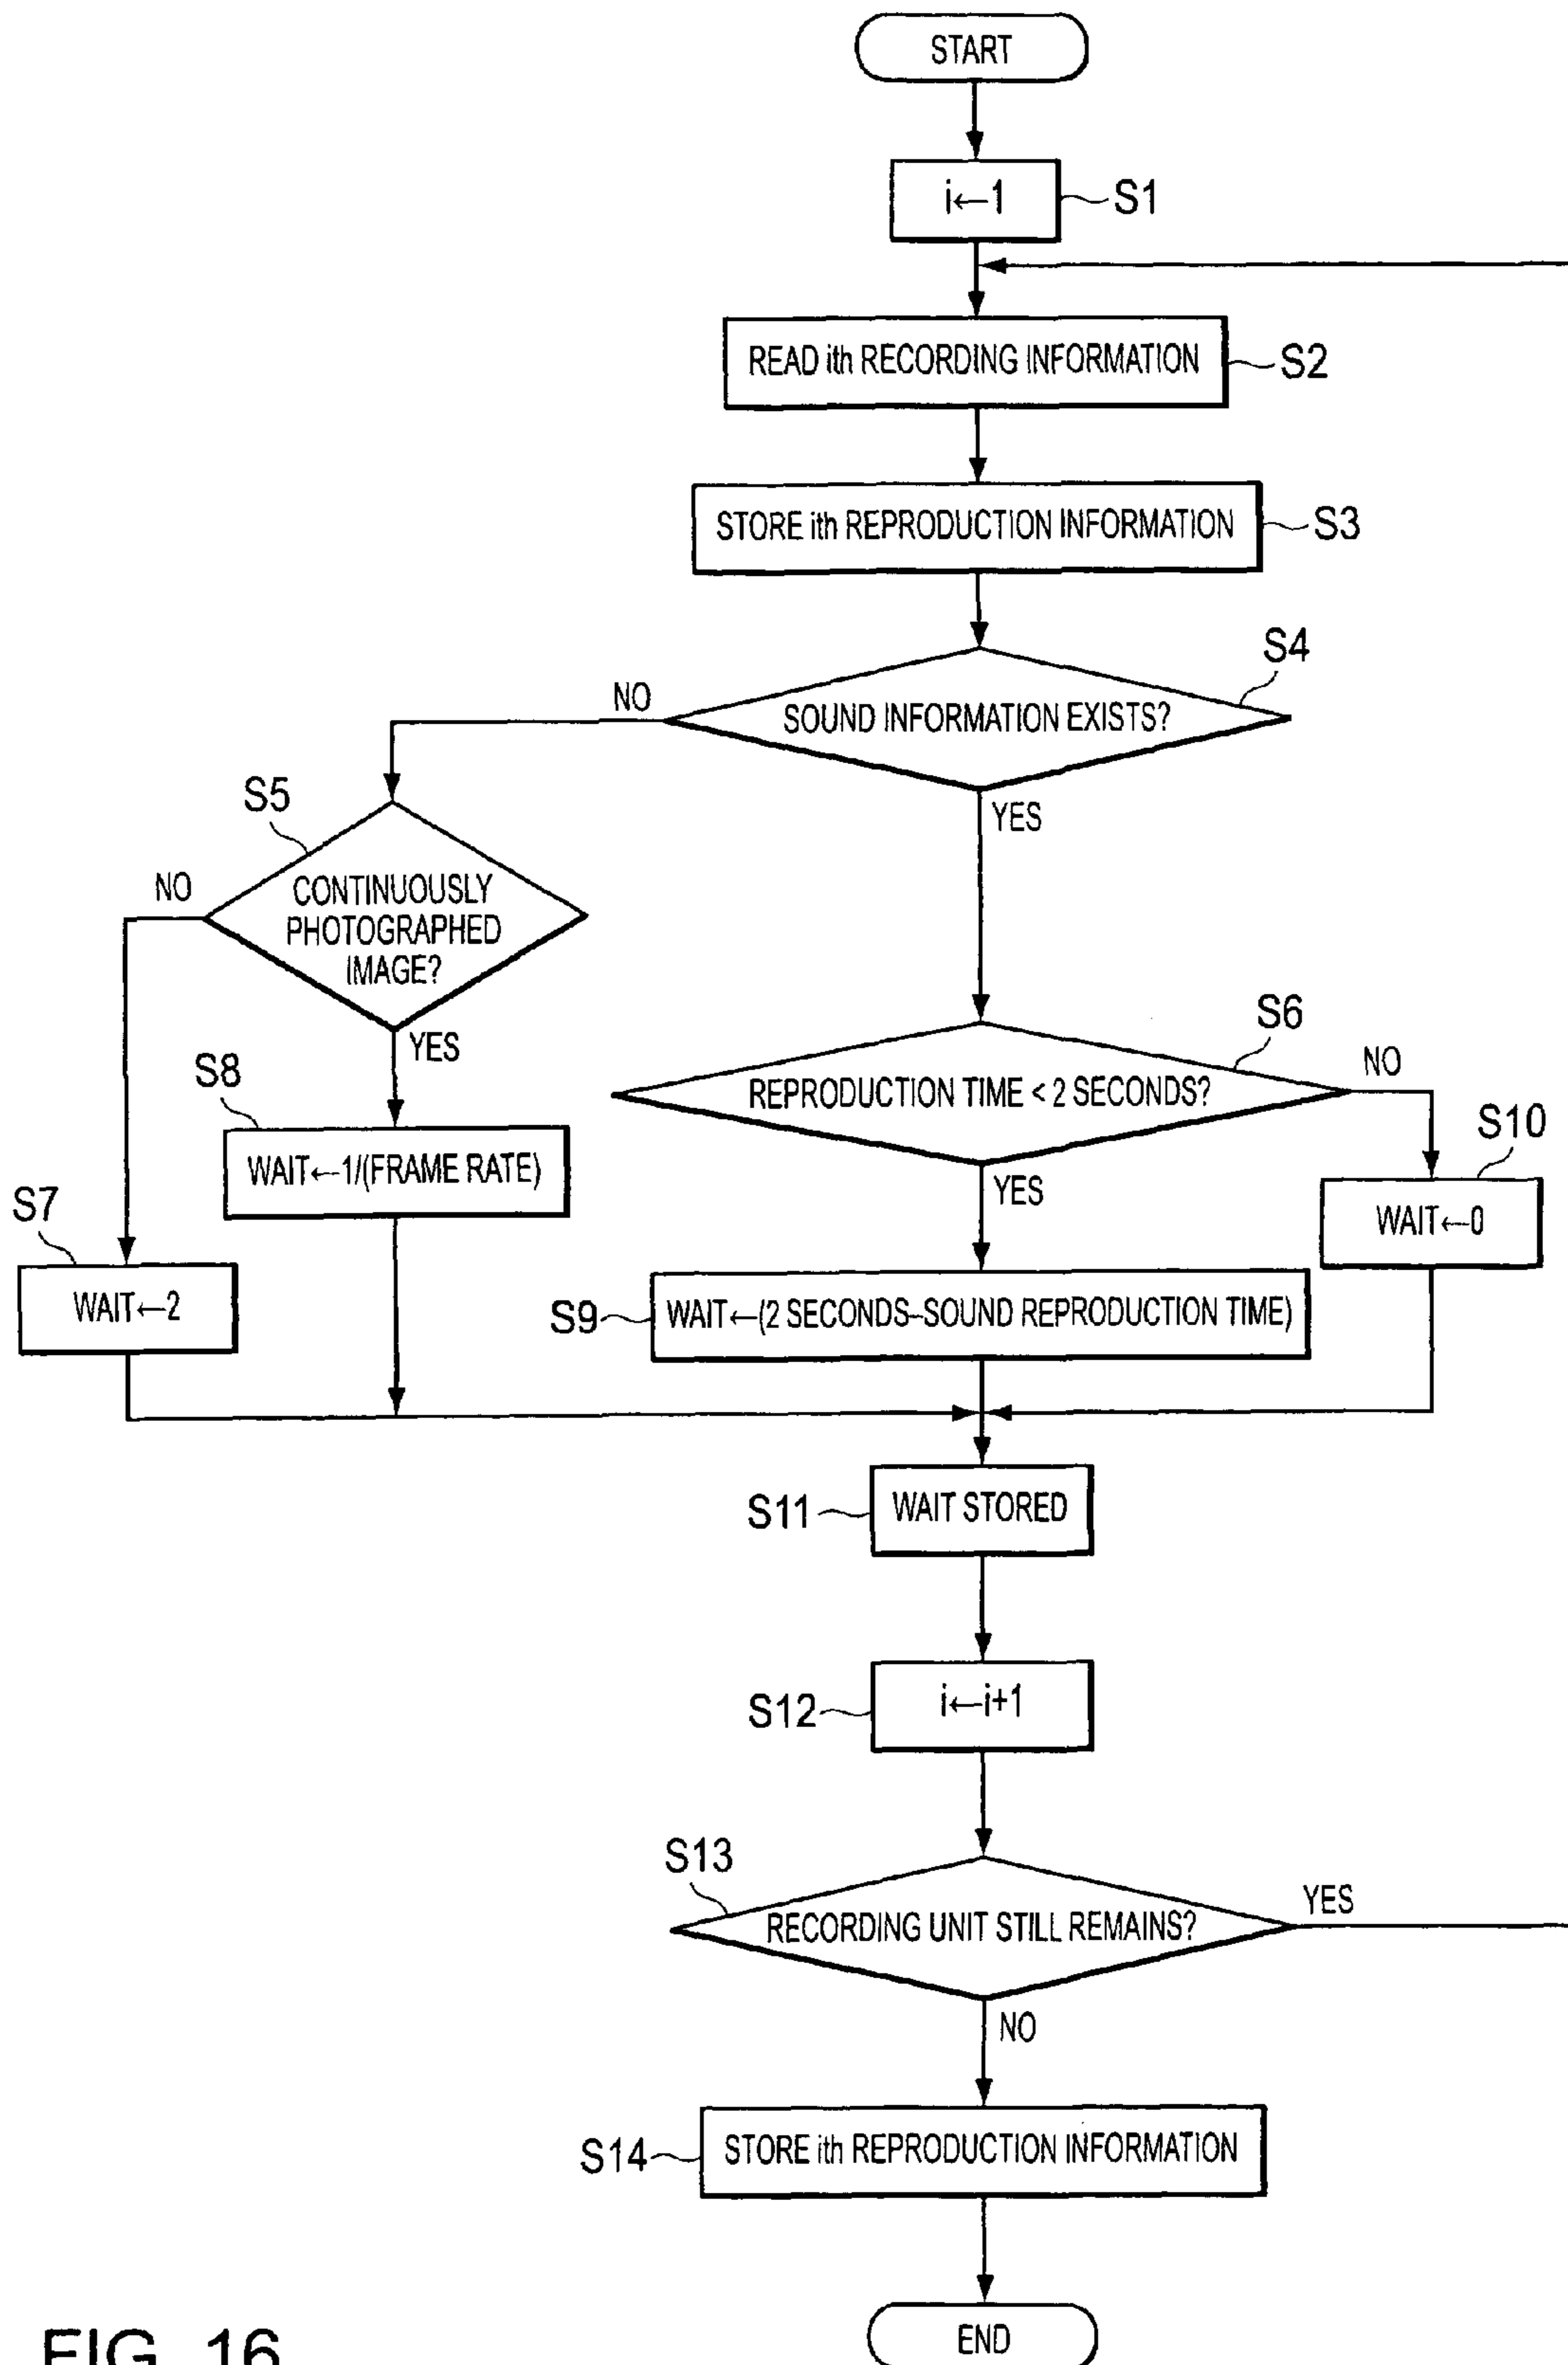 START
i←1
S1
READ ith RECORDING INFORMATION
S2
STORE ith REPRODUCTION INFORMATION
S3
S4
NO
SOUND INFORMATION EXISTS?
YES
S5
NO
CONTINUOUSLY
PHOTOGRAPHED
IMAGE?
YES
S6
NO
REPRODUCTION TIME < 2 SECONDS?
YES
S8
WAIT←1/(FRAME RATE)
S10
WAIT←0
S7
WAIT←2
S9
WAIT←(2 SECONDS–SOUND REPRODUCTION TIME)
S11
WAIT STORED
S12
i←i+1
S13
YES
RECORDING UNIT STILL REMAINS?
NO
S14
STORE ith REPRODUCTION INFORMATION
END
FIG. 16